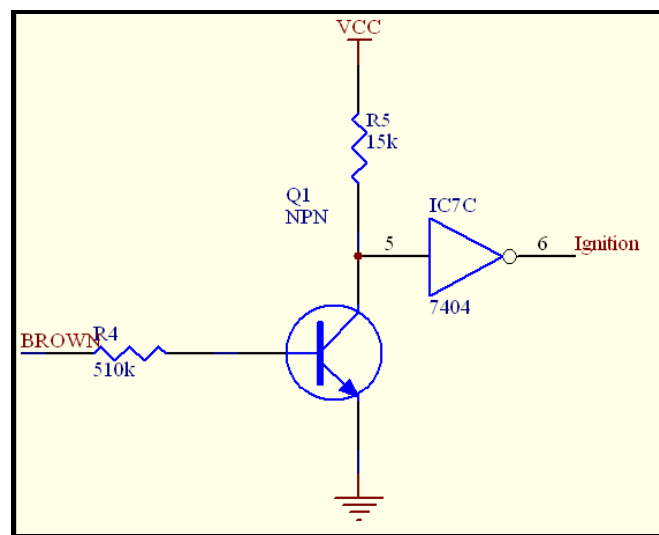 VCC
R5
15k
Q1
NPN
IC7C
5
6
Ignition
7404
BROWN
R4
510k